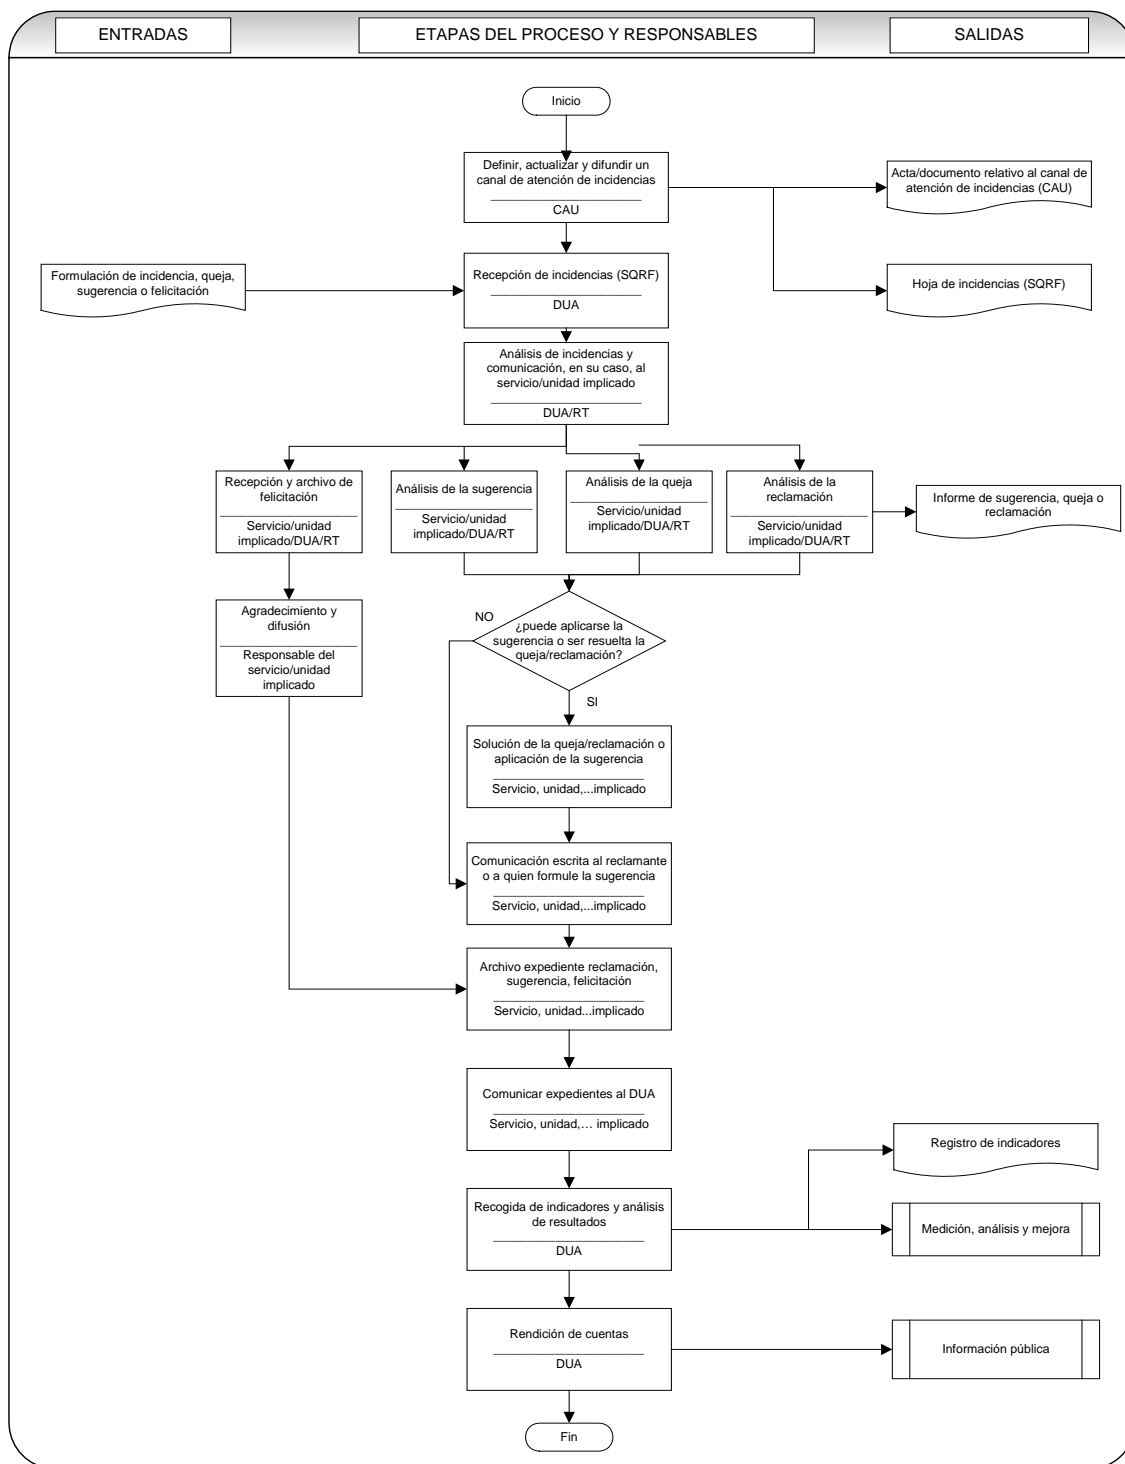 ENTRADAS
ETAPAS DEL PROCESO Y RESPONSABLES
SALIDAS
Inicio
Definir, actualizar y difundir un
canal de atención de incidencias
CAU
Acta/documento relativo al canal de
atención de incidencias (CAU)
Formulación de incidencia, queja,
sugerencia o felicitación
Recepción de incidencias (SQRF)
DUA
Hoja de incidencias (SQRF)
Análisis de incidencias y
comunicación, en su caso, al
servicio/unidad implicado
DUA/RT
Recepción y archivo de
felicitación
Servicio/unidad
implicado/DUA/RT
Análisis de la sugerencia
Servicio/unidad
implicado/DUA/RT
Análisis de la queja
Servicio/unidad
implicado/DUA/RT
Análisis de la
reclamación
Servicio/unidad
implicado/DUA/RT
Informe de sugerencia, queja o
reclamación
Agradecimiento y
difusión
Responsable del
servicio/unidad
implicado
NO
¿puede aplicarse la
sugerencia o ser resuelta la
queja/reclamación?
SI
Solución de la queja/reclamación o
aplicación de la sugerencia
Servicio, unidad,...implicado
Comunicación escrita al reclamante
o a quien formule la sugerencia
Servicio, unidad,...implicado
Archivo expediente reclamación,
sugerencia, felicitación
Servicio, unidad...implicado
Comunicar expedientes al DUA
Servicio, unidad,... implicado
Registro de indicadores
Recogida de indicadores y análisis
de resultados
DUA
Medición, análisis y mejora
Rendición de cuentas
DUA
Información pública
Fin